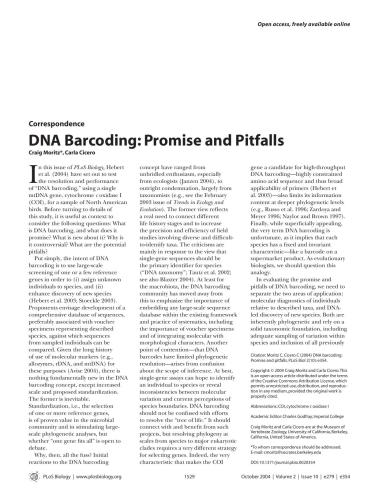 Open access, freely available online
Correspondence
DNA Barcoding: Promise and Pitfalls
Craig Moritz*, Carla Cicero
In this issue of PLoS Biology, Hebert
et al. (2004) have set out to test
the resolution and performance
of “DNA barcoding,” using a single
mtDNA gene, cytochrome c oxidase I
(COI), for a sample of North American
birds. Before turning to details of
this study, it is useful as context to
consider the following questions: What
is DNA barcoding, and what does it
promise? What is new about it? Why is
it controversial? What are the potential
pitfalls?
Put simply, the intent of DNA
barcoding is to use large-scale
screening of one or a few reference
genes in order to (i) assign unknown
individuals to species, and (ii)
enhance discovery of new species
(Hebert et al. 2003; Stoeckle 2003).
Proponents envisage development of a
comprehensive database of sequences,
preferably associated with voucher
specimens representing described
species, against which sequences
from sampled individuals can be
compared. Given the long history
of use of molecular markers (e.g.,
allozymes, rDNA, and mtDNA) for
these purposes (Avise 2004), there is
nothing fundamentally new in the DNA
barcoding concept, except increased
scale and proposed standardization.
The former is inevitable.
Standardization, i.e., the selection
of one or more reference genes,
is of proven value in the microbial
community and in stimulating large-
scale phylogenetic analyses, but
whether “one gene fits all” is open to
debate.
Why, then, all the fuss? Initial
reactions to the DNA barcoding
concept have ranged from
unbridled enthusiasm, especially
from ecologists (Janzen 2004), to
outright condemnation, largely from
taxonomists (e.g., see the February
2003 issue of Trends in Ecology and
Evolution). The former view reflects
a real need to connect different
life history stages and to increase
the precision and efficiency of field
studies involving diverse and difficult-
to-identify taxa. The criticisms are
mainly in response to the view that
single-gene sequences should be
the primary identifier for species
(“DNA taxonomy”; Tautz et al. 2002;
see also Blaxter 2004). At least for
the macrobiota, the DNA barcoding
community has moved away from
this to emphasize the importance of
embedding any large-scale sequence
database within the existing framework
and practice of systematics, including
the importance of voucher specimens
and of integrating molecular with
morphological characters. Another
point of contention—that DNA
barcodes have limited phylogenetic
resolution—arises from confusion
about the scope of inference. At best,
single-gene assays can hope to identify
an individual to species or reveal
inconsistencies between molecular
variation and current perceptions of
species boundaries. DNA barcoding
should not be confused with efforts
to resolve the “tree of life.” It should
connect with and benefit from such
projects, but resolving phylogeny at
scales from species to major eukaryotic
clades requires a very different strategy
for selecting genes. Indeed, the very
characteristic that makes the COI
gene a candidate for high-throughput
DNA barcoding—highly constrained
amino acid sequence and thus broad
applicability of primers (Hebert et
al. 2003)—also limits its information
content at deeper phylogenetic levels
(e.g., Russo et al. 1996; Zardoya and
Meyer 1996; Naylor and Brown 1997).
Finally, while superficially appealing,
the very term DNA barcoding is
unfortunate, as it implies that each
species has a fixed and invariant
characteristic—like a barcode on a
supermarket product. As evolutionary
biologists, we should question this
analogy.
In evaluating the promise and
pitfalls of DNA barcoding, we need to
separate the two areas of application:
molecular diagnostics of individuals
relative to described taxa, and DNA-
led discovery of new species. Both are
inherently phylogenetic and rely on a
solid taxonomic foundation, including
adequate sampling of variation within
species and inclusion of all previously
Citation: Moritz C, Cicero C (2004) DNA barcoding:
Promise and pitfalls. PLoS Biol 2(10): e354.
Copyright: © 2004 Craig Moritz and Carla Cicero. This
is an open-access article distributed under the terms
of the Creative Commons Attribution License, which
permits unrestricted use, distribution, and reproduc-
tion in any medium, provided the original work is
properly cited.
Abbreviations: COI, cytochrome c oxidase I
Academic Editor: Charles Godfray, Imperial College
Craig Moritz and Carla Cicero are at the Museum of
Vertebrate Zoology, University of California, Berkeley,
California, United States of America.
*To whom correspondence should be addressed.
E-mail: cmoritz@socrates.berkeley.edu
DOI: 10.1371/journal.pbio.0020354
PLoS Biology | www.plosbiology.org
1529
October 2004 | Volume 2 | Issue 10 | e279 | e354